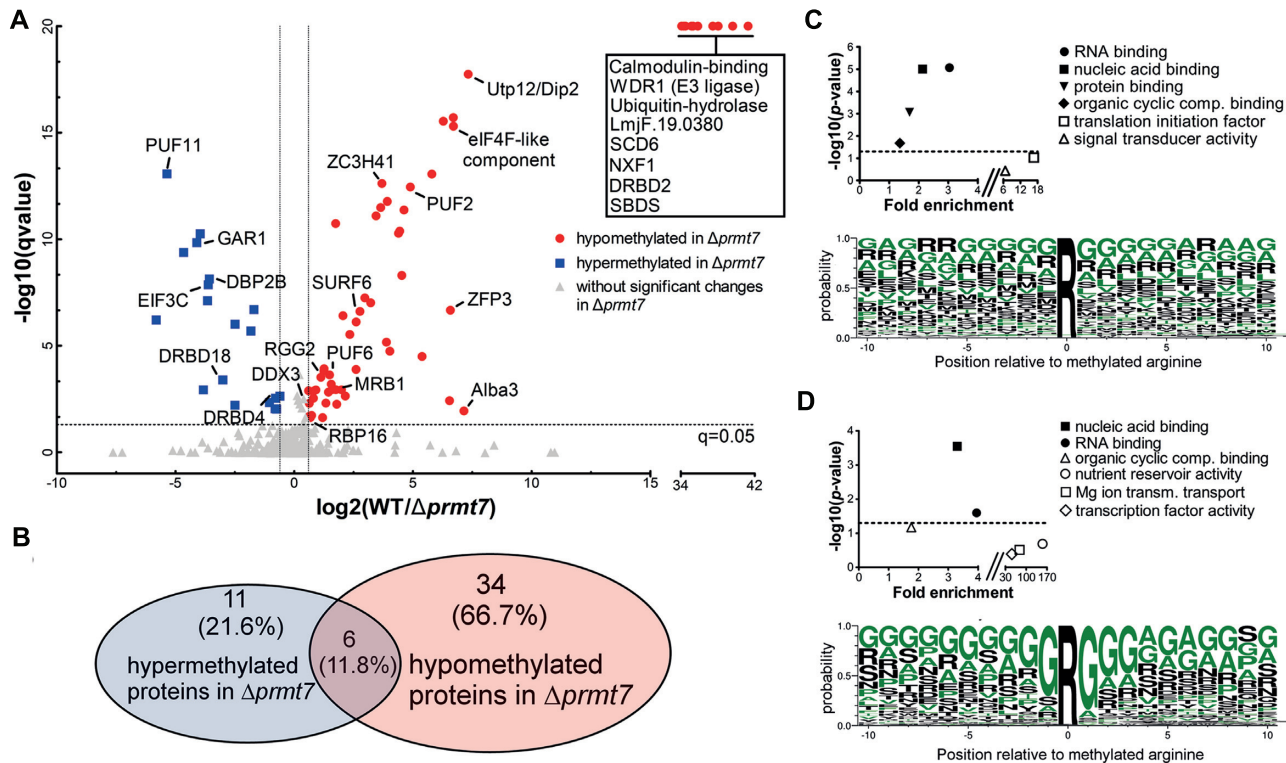 A
-log10(qvalue)
20
15
10
5
0
-10
-5
0
5
10
15
34
42
log2(WT/Δprmt7)
PUF11
GAR1
DBP2B
EIF3C
DRBD18
DRBD4
DDX3
RGG2
SURF6
PUF6
MRB1
RBP16
ZC3H41
PUF2
Utp12/Dip2
eIF4F-like
component
ZFP3
Alba3
q=0.05
Calmodulin-binding
WDR1 (E3 ligase)
Ubiquitin-hydrolase
LmjF.19.0380
SCD6
NXF1
DRBD2
SBDS
hypomethylated in Δprmt7
hypermethylated in Δprmt7
without significant changes
in Δprmt7
B
11
(21.6%)
hypermethylated
proteins in Δprmt7
6
(11.8%)
34
(66.7%)
hypomethylated
proteins in Δprmt7
C
-log10(p-value)
6
5
4
3
2
1
0
0 1 2 3 4 6 12 18
Fold enrichment
RNA binding
nucleic acid binding
protein binding
organic cyclic comp. binding
translation initiation factor
signal transducer activity
probability
1.0
0.5
0.0
GAGRRGGGGGRGGGGGARAAG
-10 -5 0 5 10
Position relative to methylated arginine
D
-log10(p-value)
4
3
2
1
0
0 1 2 3 4 30 100 170
Fold enrichment
nucleic acid binding
RNA binding
organic cyclic comp. binding
nutrient reservoir activity
Mg ion transm. transport
transcription factor activity
probability
1.0
0.5
0.0
GGGGGGGGGGRGGGAGAGGSG
-10 -5 0 5 10
Position relative to methylated arginine